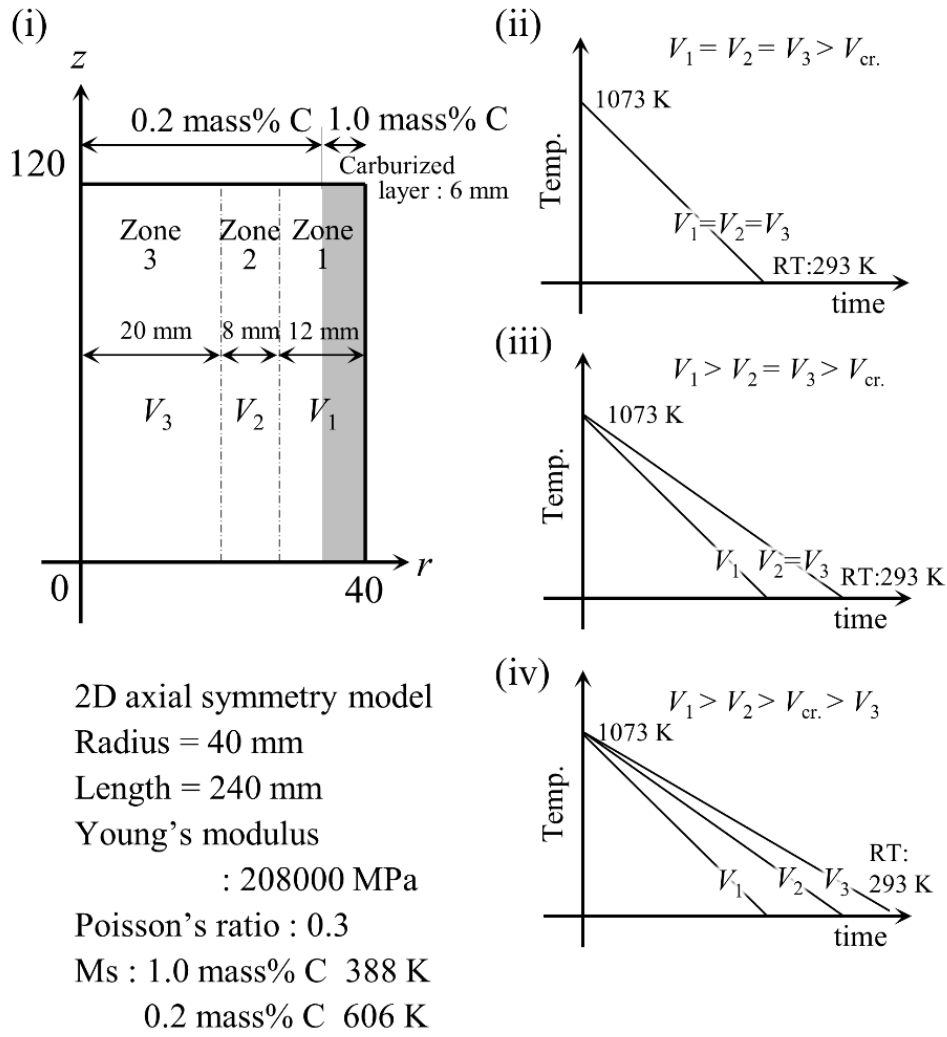 (i)
z
0.2 mass% C 1.0 mass% C
120
Carburized
layer : 6 mm
Zone
3
Zone
2
Zone
1
20 mm
8 mm
12 mm
V3
V2
V1
0
40
r
2D axial symmetry model
Radius = 40 mm
Length = 240 mm
Young’s modulus
: 208000 MPa
Poisson’s ratio : 0.3
Ms : 1.0 mass% C 388 K
0.2 mass% C 606 K
(ii)
V1 = V2 = V3 > Vcr.
1073 K
Temp.
V1=V2=V3
RT:293 K
time
(iii)
V1 > V2 = V3 > Vcr.
1073 K
Temp.
V1 V2=V3
RT:293 K
time
(iv)
V1 > V2 > Vcr. > V3
1073 K
Temp.
V1 V2 V3
RT:
293 K
time